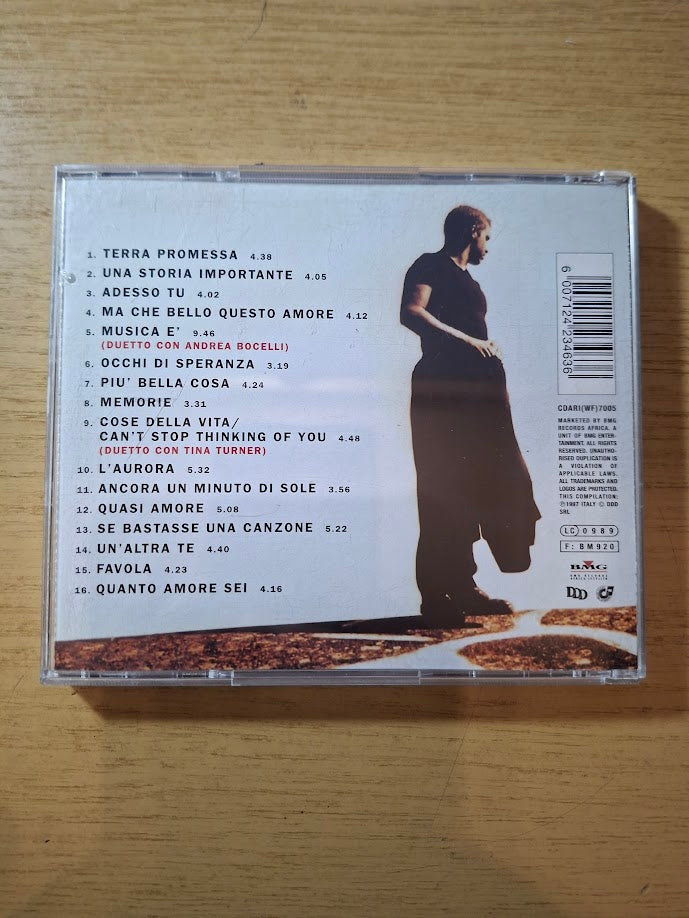 1. TERRA PROMESSA 4.38
2. UNA STORIA IMPORTANTE 4.05
3. ADESSO TU 4.02
4. MA CHE BELLO QUESTO AMORE 4.12
5. MUSICA E' 9.46
(DUETTO CON ANDREA BOCELLI)
6. OCCHI DI SPERANZA 3.19
7. PIU' BELLA COSA 4.24
8. MEMORIE 3.31
9. COSE DELLA VITA/
CAN'T STOP THINKING OF YOU 4.48
(DUETTO CON TINA TURNER)
10. L'AURORA 5.32
11. ANCORA UN MINUTO DI SOLE 3.56
12. QUASI AMORE 5.08
13. SE BASTASSE UNA CANZONE 5.22
14. UN'ALTRA TE 4.40
15. FAVOLA 4.23
16. QUANTO AMORE SEI 4.16
6 007124 234636
CDARI(WF)7005
MARKETED BY BMG
RECORDS AFRICA. A
UNIT OF BMG ENTER-
TAINMENT. ALL RIGHTS
RESERVED. UNAUTHO-
RISED DUPLICATION IS
A VIOLATION OF
APPLICABLE LAWS.
ALL TRADEMARKS AND
LOGOS ARE PROTECTED.
THIS COMPILATION;
℗1997 ITALY © DDD
SRL
LC 0989
F: BM920
BMG
DDD